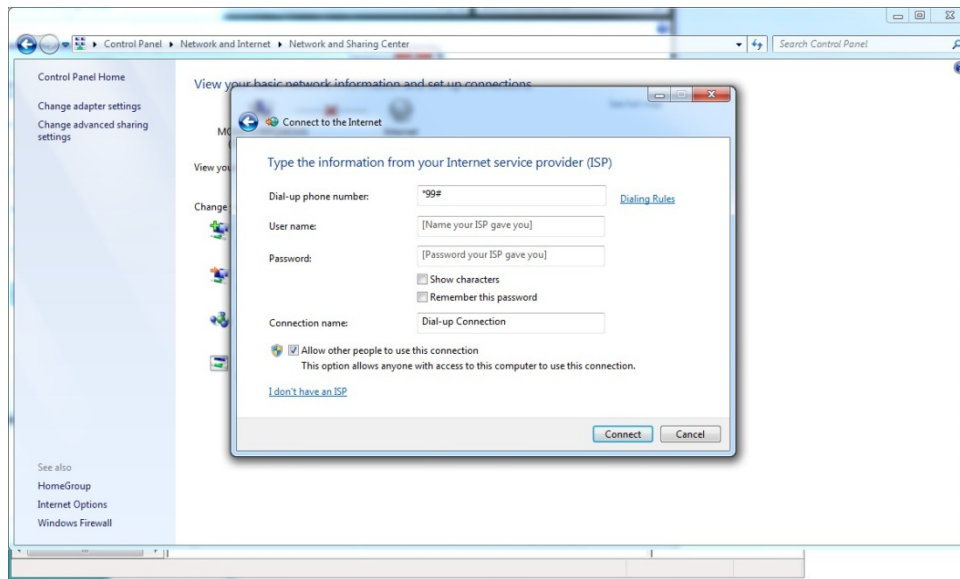 Control Panel ▸ Network and Internet ▸ Network and Sharing Center
Search Control Panel
Control Panel Home
Change adapter settings
Change advanced sharing
settings
See also
HomeGroup
Internet Options
Windows Firewall
View your basic network information and set up connections
View you
Change
Connect to the Internet
Type the information from your Internet service provider (ISP)
Dial-up phone number: *99# Dialing Rules
User name: [Name your ISP gave you]
Password: [Password your ISP gave you]
Show characters
Remember this password
Connection name: Dial-up Connection
Allow other people to use this connection
This option allows anyone with access to this computer to use this connection.
I don't have an ISP
Connect Cancel